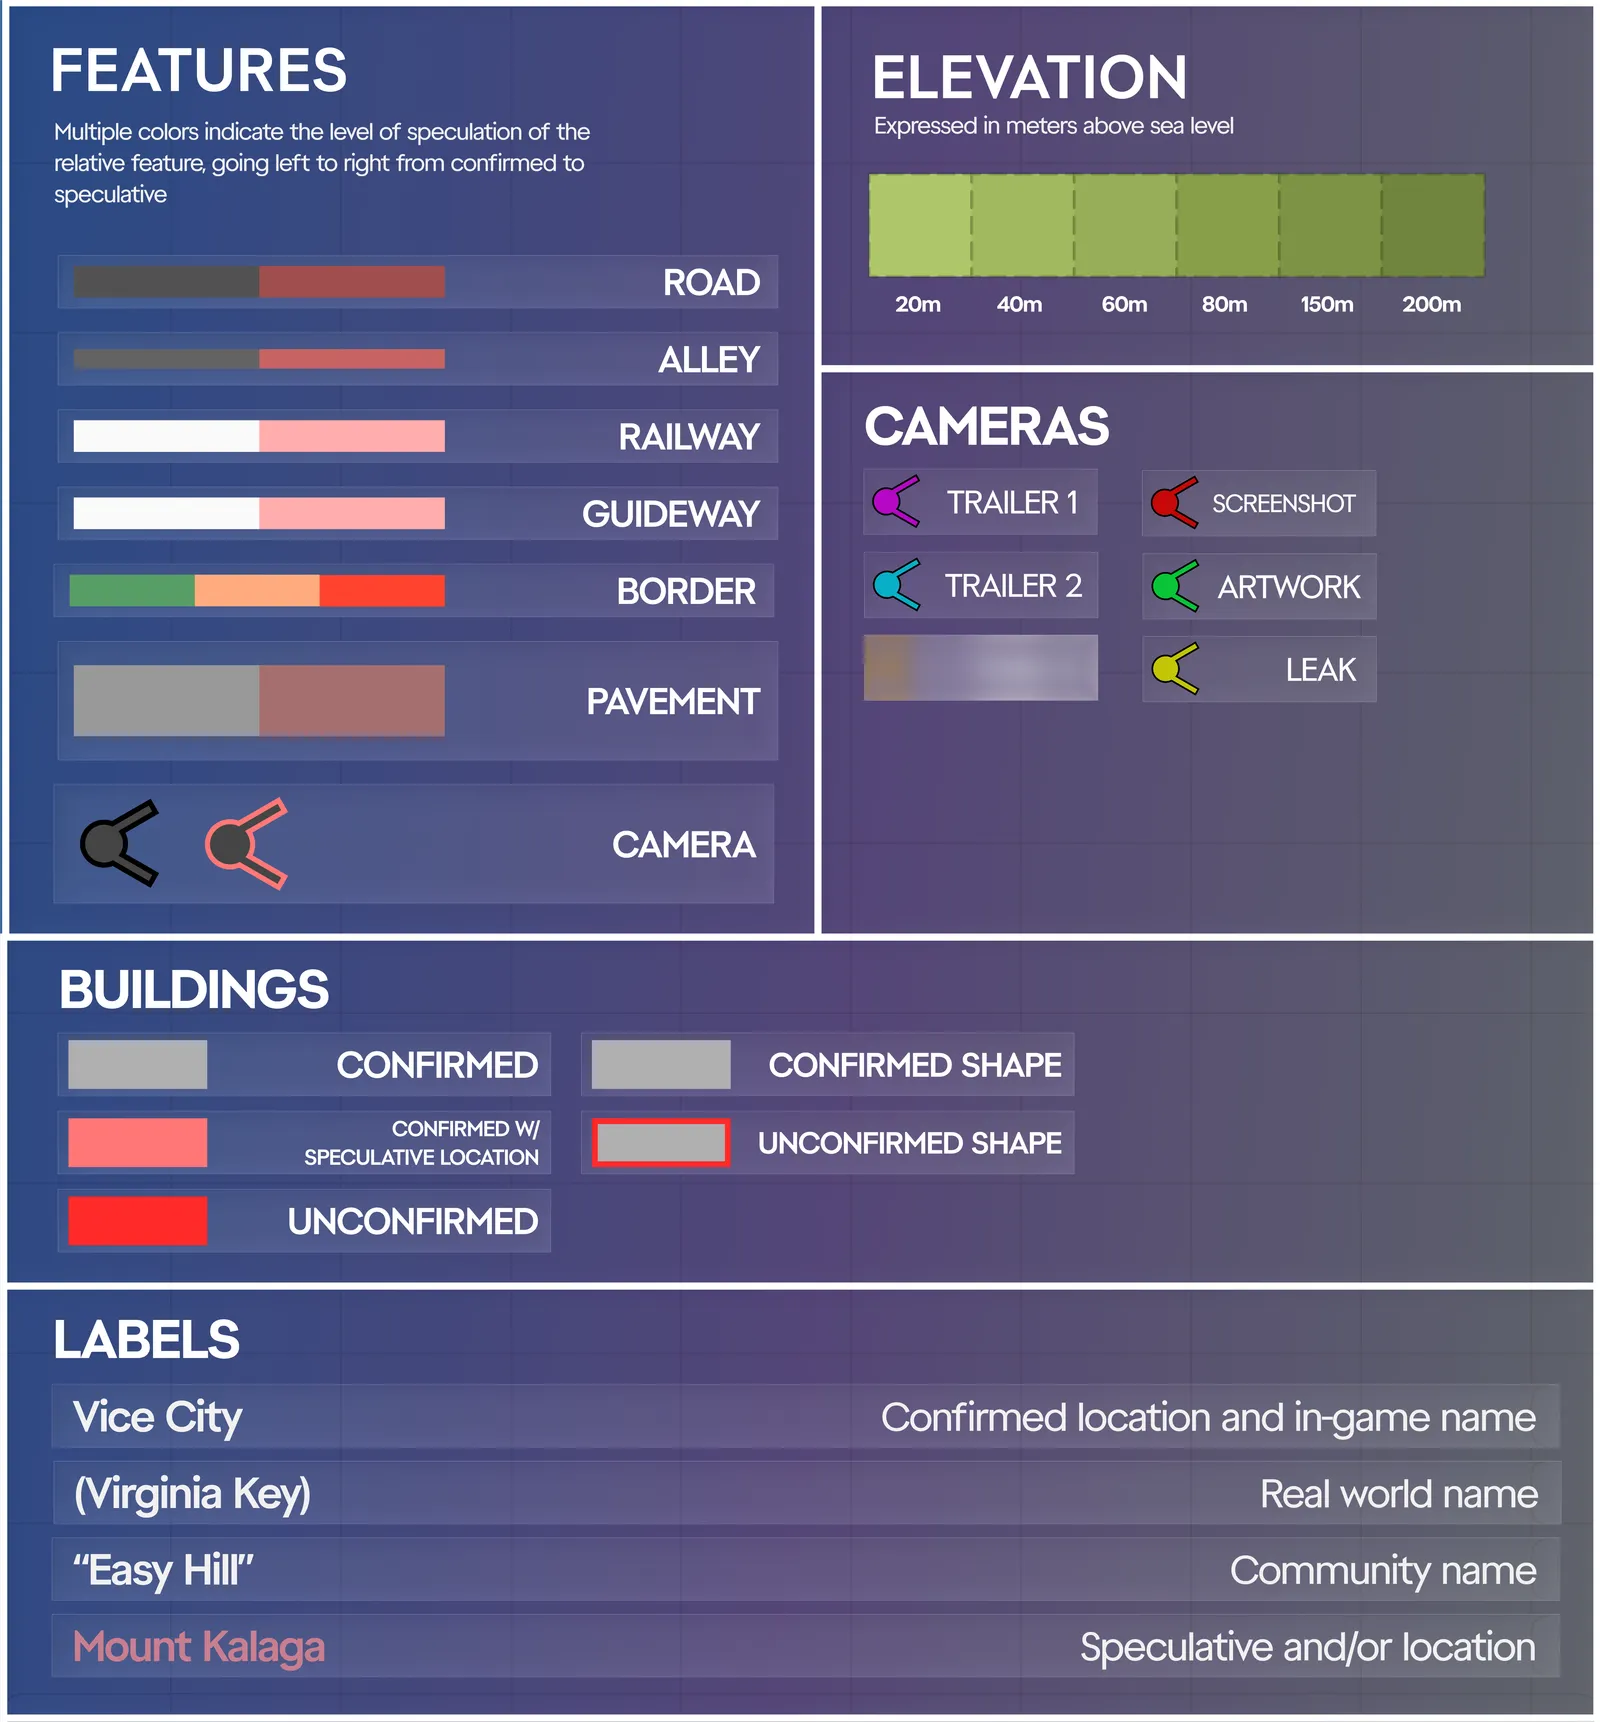 FEATURES
Multiple colors indicate the level of speculation of the
relative feature, going left to right from confirmed to
speculative
ROAD
ALLEY
RAILWAY
GUIDEWAY
BORDER
PAVEMENT
CAMERA
ELEVATION
Expressed in meters above sea level
20m 40m 60m 80m 150m 200m
CAMERAS
TRAILER 1
SCREENSHOT
TRAILER 2
ARTWORK
LEAK
BUILDINGS
CONFIRMED
CONFIRMED SHAPE
CONFIRMED W/
SPECULATIVE LOCATION
UNCONFIRMED SHAPE
UNCONFIRMED
LABELS
Vice City Confirmed location and in-game name
(Virginia Key) Real world name
“Easy Hill” Community name
Mount Kalaga Speculative and/or location